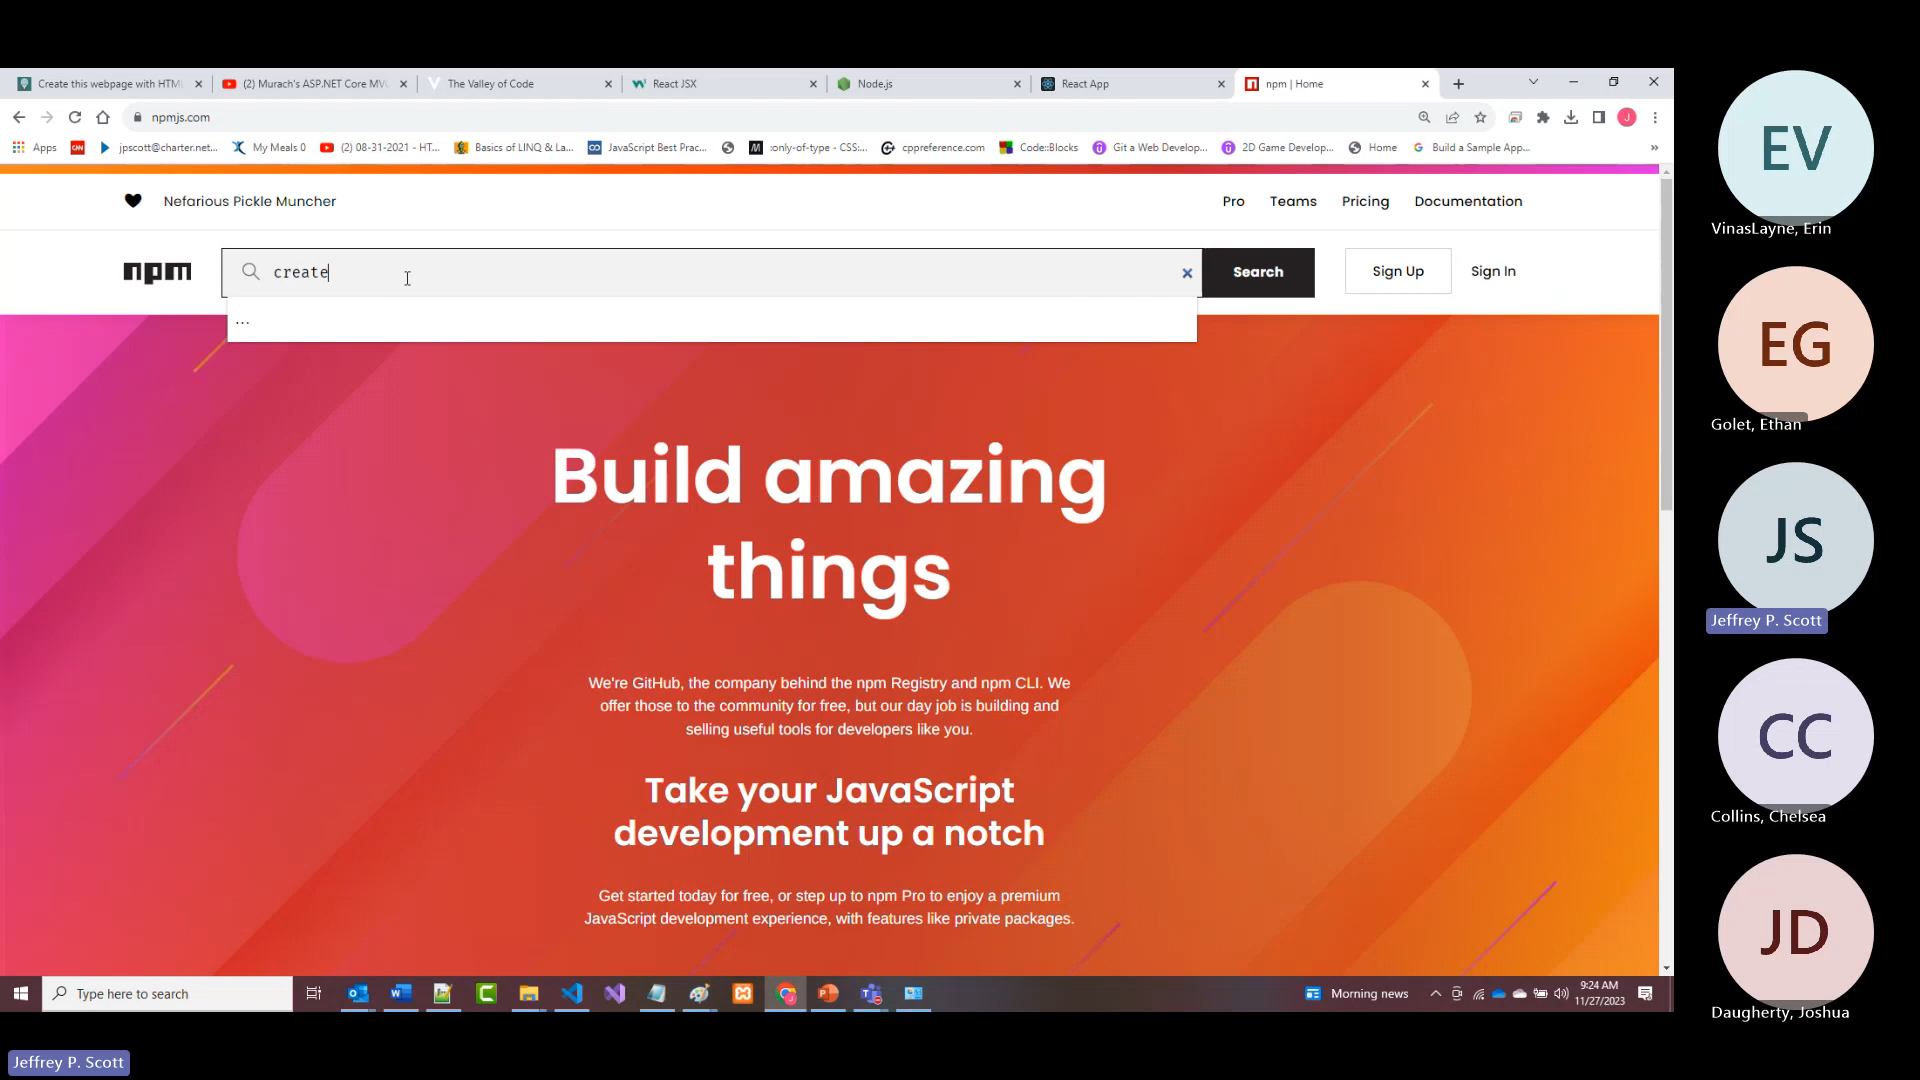 Create this webpage with HTML
(2) Murach's ASP.NET Core MVC
The Valley of Code
React JSX
Node.js
React App
npm | Home
npmjs.com
J
Apps
CNN
jpscott@charter.net...
My Meals 0
(2) 08-31-2021 - HT...
Basics of LINQ & La...
JavaScript Best Prac...
M
:only-of-type - CSS:...
cppreference.com
Code::Blocks
Git a Web Develop...
2D Game Develop...
Home
Build a Sample App...
»
Nefarious Pickle Muncher
Pro
Teams
Pricing
Documentation
npm
create
Search
Sign Up
Sign In
...
Build amazing
things
We're GitHub, the company behind the npm Registry and npm CLI. We
offer those to the community for free, but our day job is building and
selling useful tools for developers like you.
Take your JavaScript
development up a notch
Get started today for free, or step up to npm Pro to enjoy a premium
JavaScript development experience, with features like private packages.
Type here to search
Morning news
9:24 AM
11/27/2023
Jeffrey P. Scott
EV
VinasLayne, Erin
EG
Golet, Ethan
JS
Jeffrey P. Scott
CC
Collins, Chelsea
JD
Daugherty, Joshua